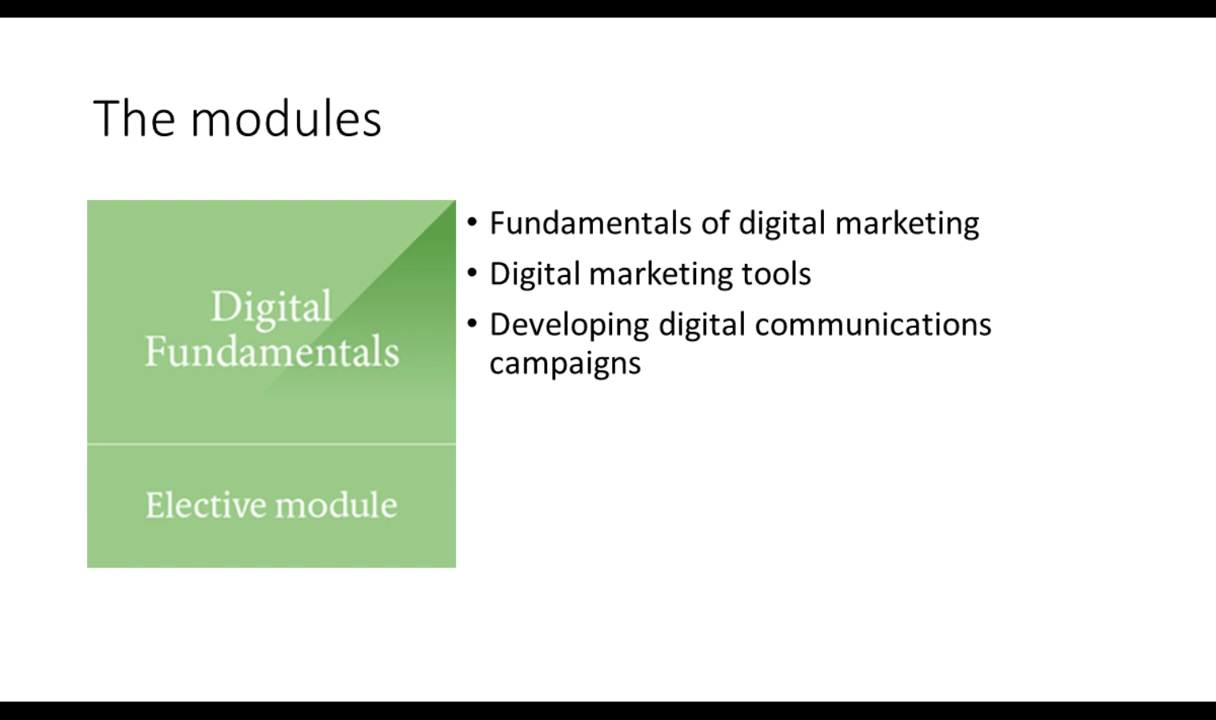 The modules
Digital
Fundamentals
Elective module
• Fundamentals of digital marketing
• Digital marketing tools
• Developing digital communications
campaigns